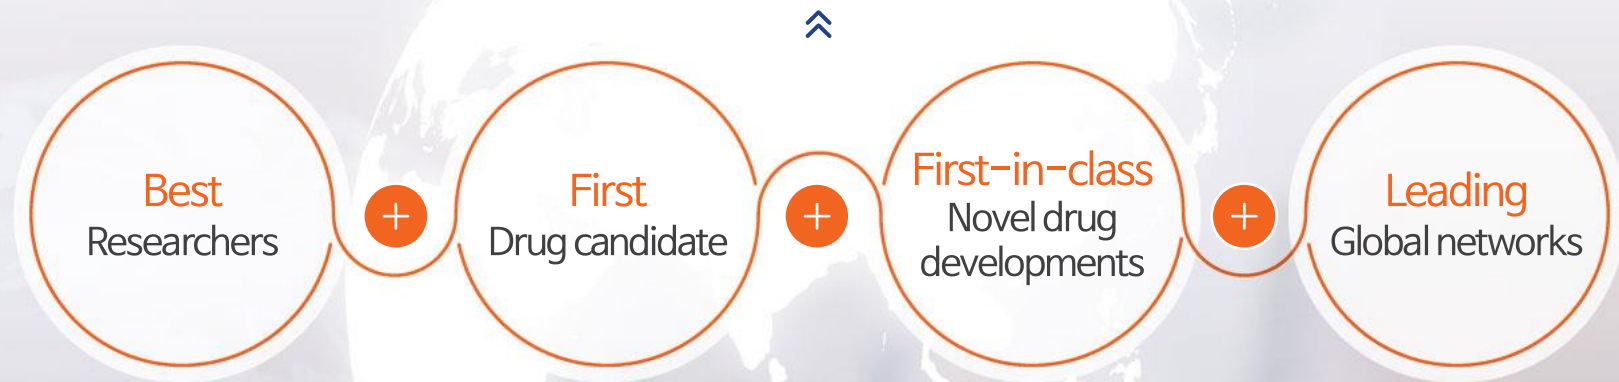 Best
Researchers
+
First
Drug candidate
+
First-in-class
Novel drug
developments
+
Leading
Global networks